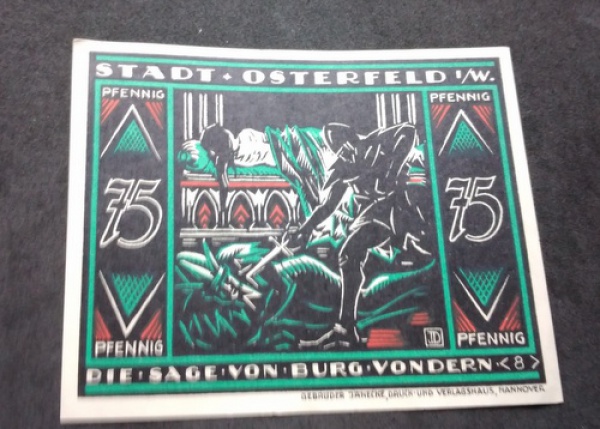 STADT · OSTERFELD I/W.
PFENNIG PFENNIG
75 75
PFENNIG PFENNIG
DIE · SAGE · VON · BURG · VONDERN · <8>
GEBRÜDER JÄNECKE, DRUCK- UND VERLAGSHAUS, HANNOVER